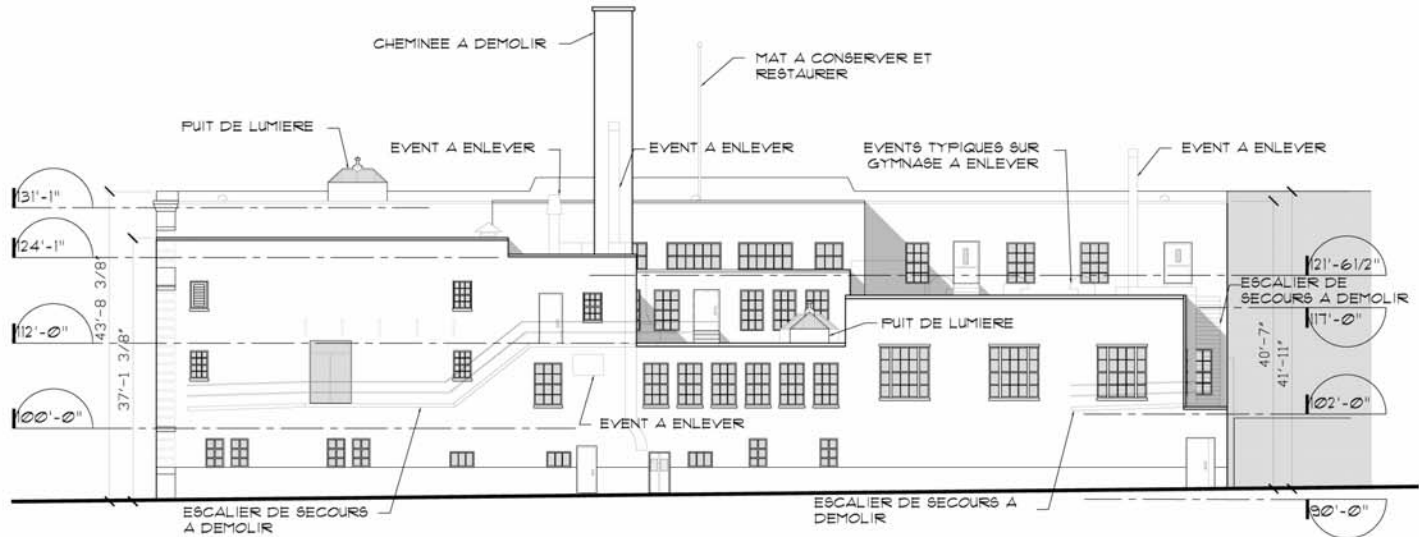 CHEMINEE A DEMOLIR
MAT A CONSERVER ET
RESTAURER
PUIT DE LUMIERE
EVENT A ENLEVER
EVENT A ENLEVER
EVENTS TYPIQUES SUR
GYMNASE A ENLEVER
EVENT A ENLEVER
131'-1"
124'-1"
112'-0"
100'-0"
43'-8 3/8"
37'-1 3/8"
121'-61/2"
ESCALIER DE
SECOURS A DEMOLIR
117'-0"
PUIT DE LUMIERE
40'-7"
41'-11"
102'-0"
EVENT A ENLEVER
ESCALIER DE SECOURS
A DEMOLIR
ESCALIER DE SECOURS A
DEMOLIR
90'-0"